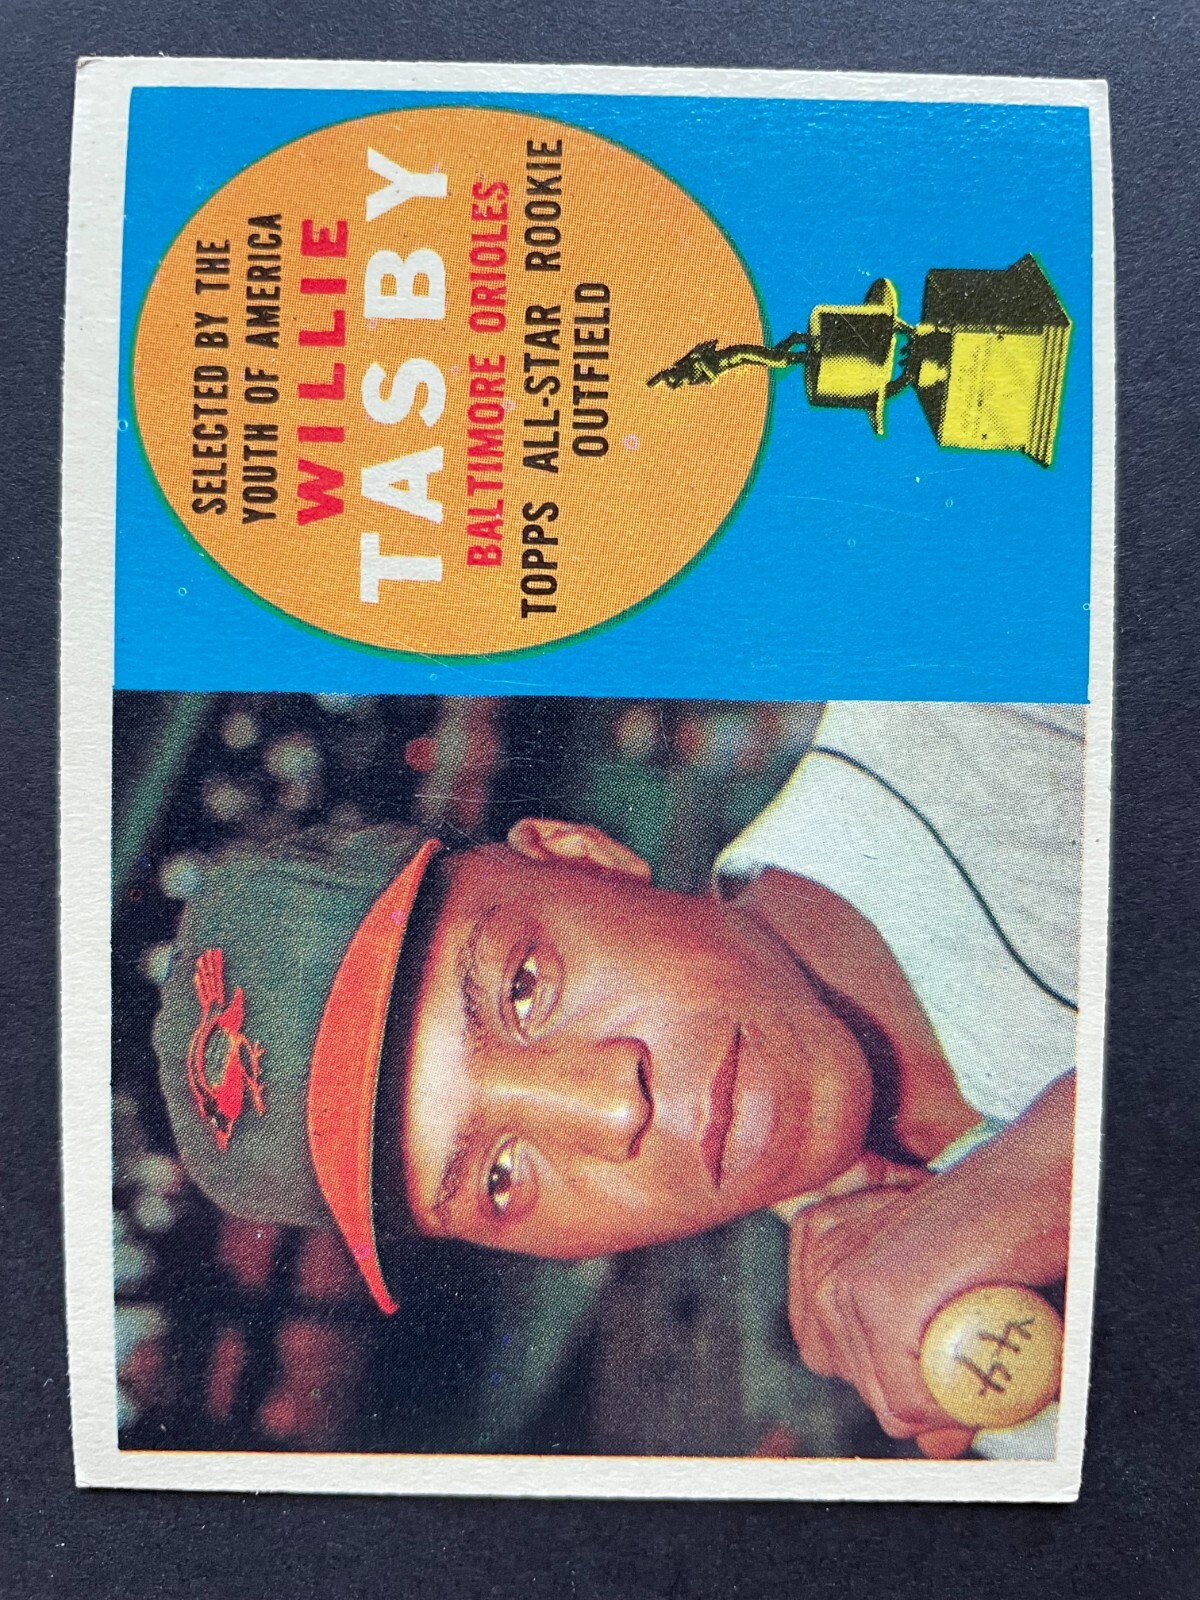 SELECTED BY THE
YOUTH OF AMERICA
WILLIE
TASBY
BALTIMORE ORIOLES
TOPPS ALL-STAR ROOKIE
OUTFIELD